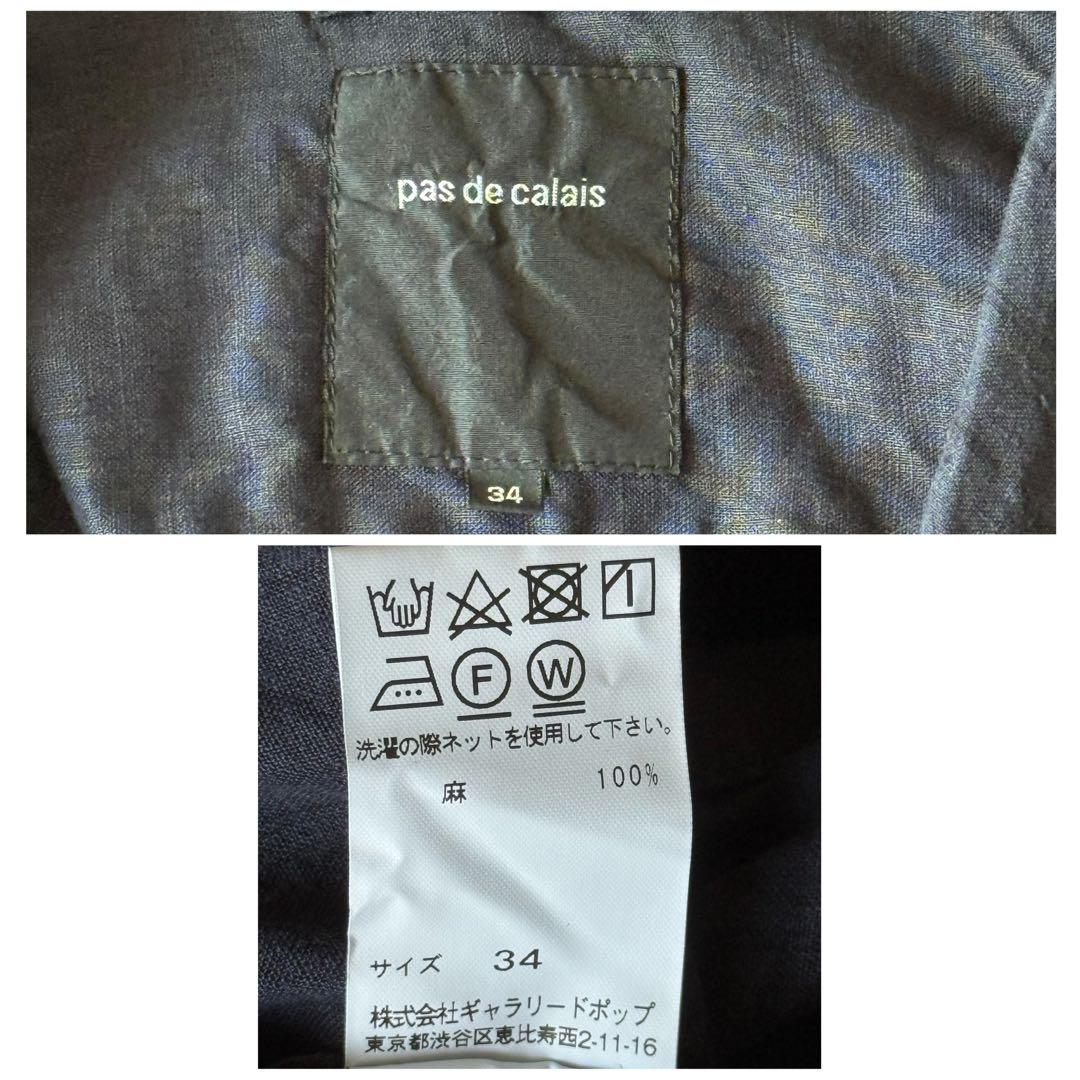 pas de calais
34
F W
洗濯の際ネットを使用して下さい。
麻 100%
サイズ 34
株式会社ギャラリードポップ
東京都渋谷区恵比寿西2-11-16